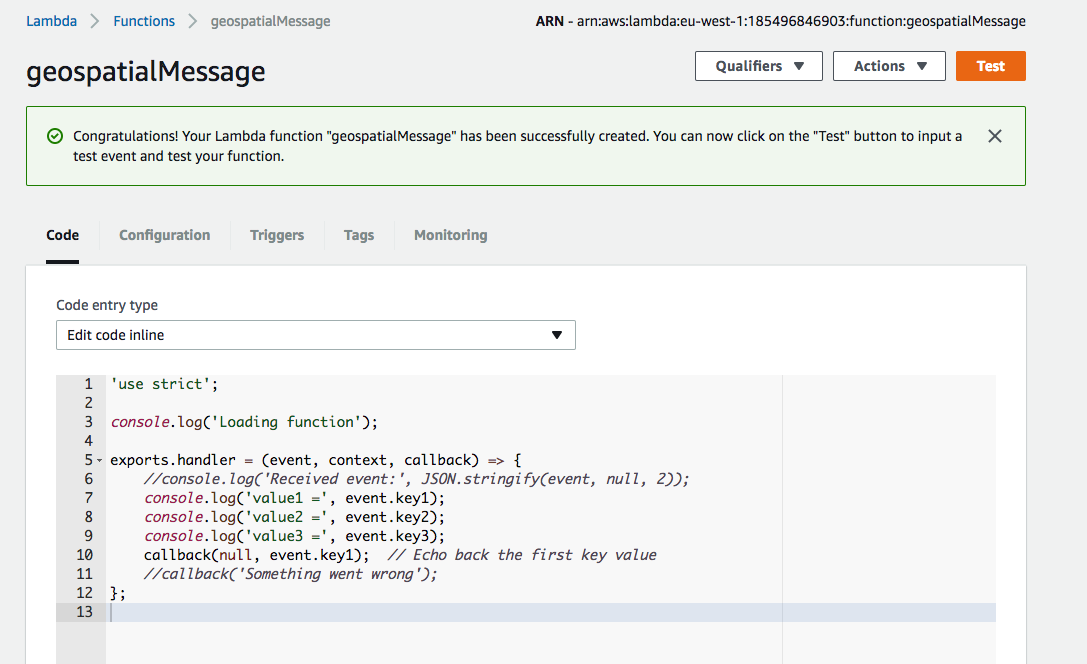 Lambda > Functions > geospatialMessage ARN - arn:aws:lambda:eu-west-1:185496846903:function:geospatialMessage
geospatialMessage Qualifiers Actions Test
Congratulations! Your Lambda function "geospatialMessage" has been successfully created. You can now click on the "Test" button to input a
test event and test your function.
Code Configuration Triggers Tags Monitoring
Code entry type
Edit code inline
1 'use strict';
2
3 console.log('Loading function');
4
5 exports.handler = (event, context, callback) => {
6     //console.log('Received event:', JSON.stringify(event, null, 2));
7     console.log('value1 =', event.key1);
8     console.log('value2 =', event.key2);
9     console.log('value3 =', event.key3);
10     callback(null, event.key1);  // Echo back the first key value
11     //callback('Something went wrong');
12 };
13